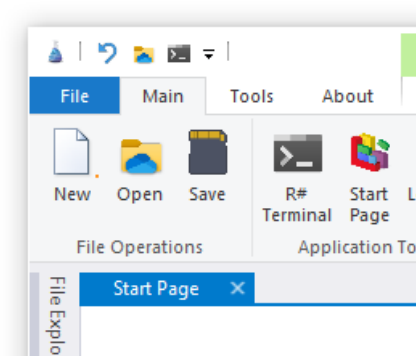 File Main Tools About
New Open Save R# Terminal Start Page L
File Operations Application To
File Explo
Start Page